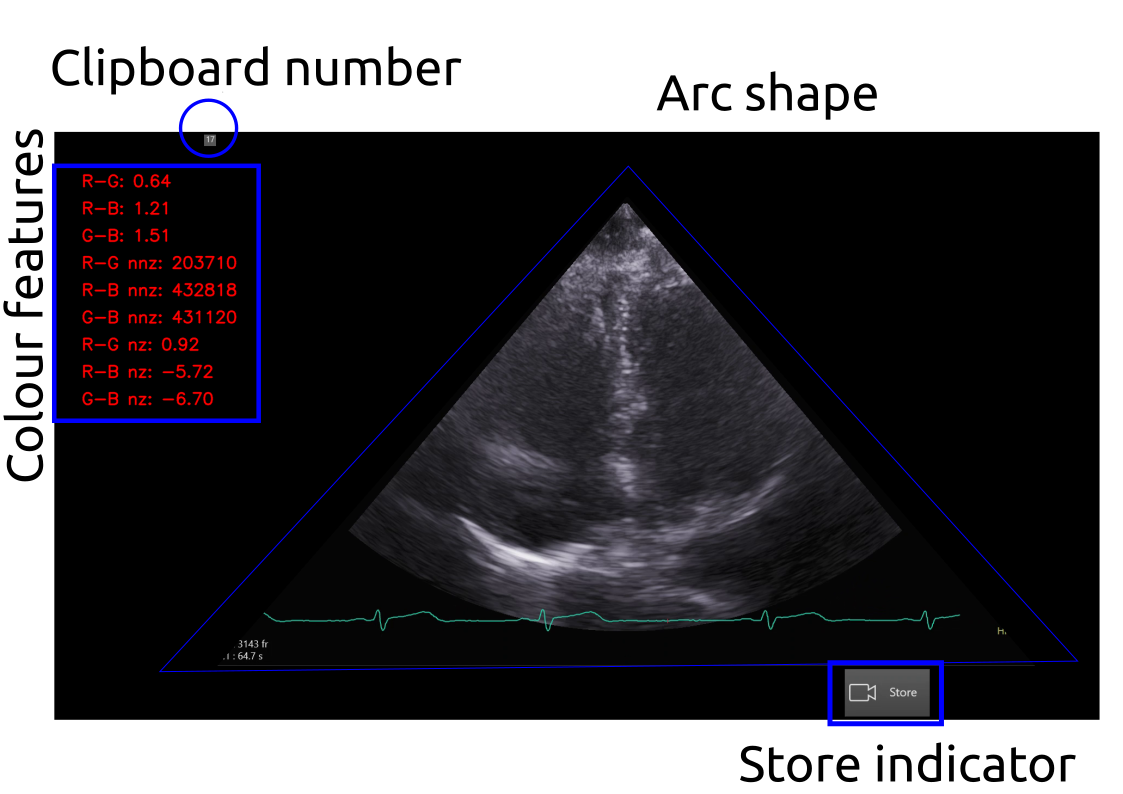 Clipboard number
Arc shape
Colour features
17
R-G: 0.64
R-B: 1.21
G-B: 1.51
R-G nnz: 203710
R-B nnz: 432818
G-B nnz: 431120
R-G nz: 0.92
R-B nz: -5.72
G-B nz: -6.70
3143 fr
: 64.7 s
Store
Store indicator